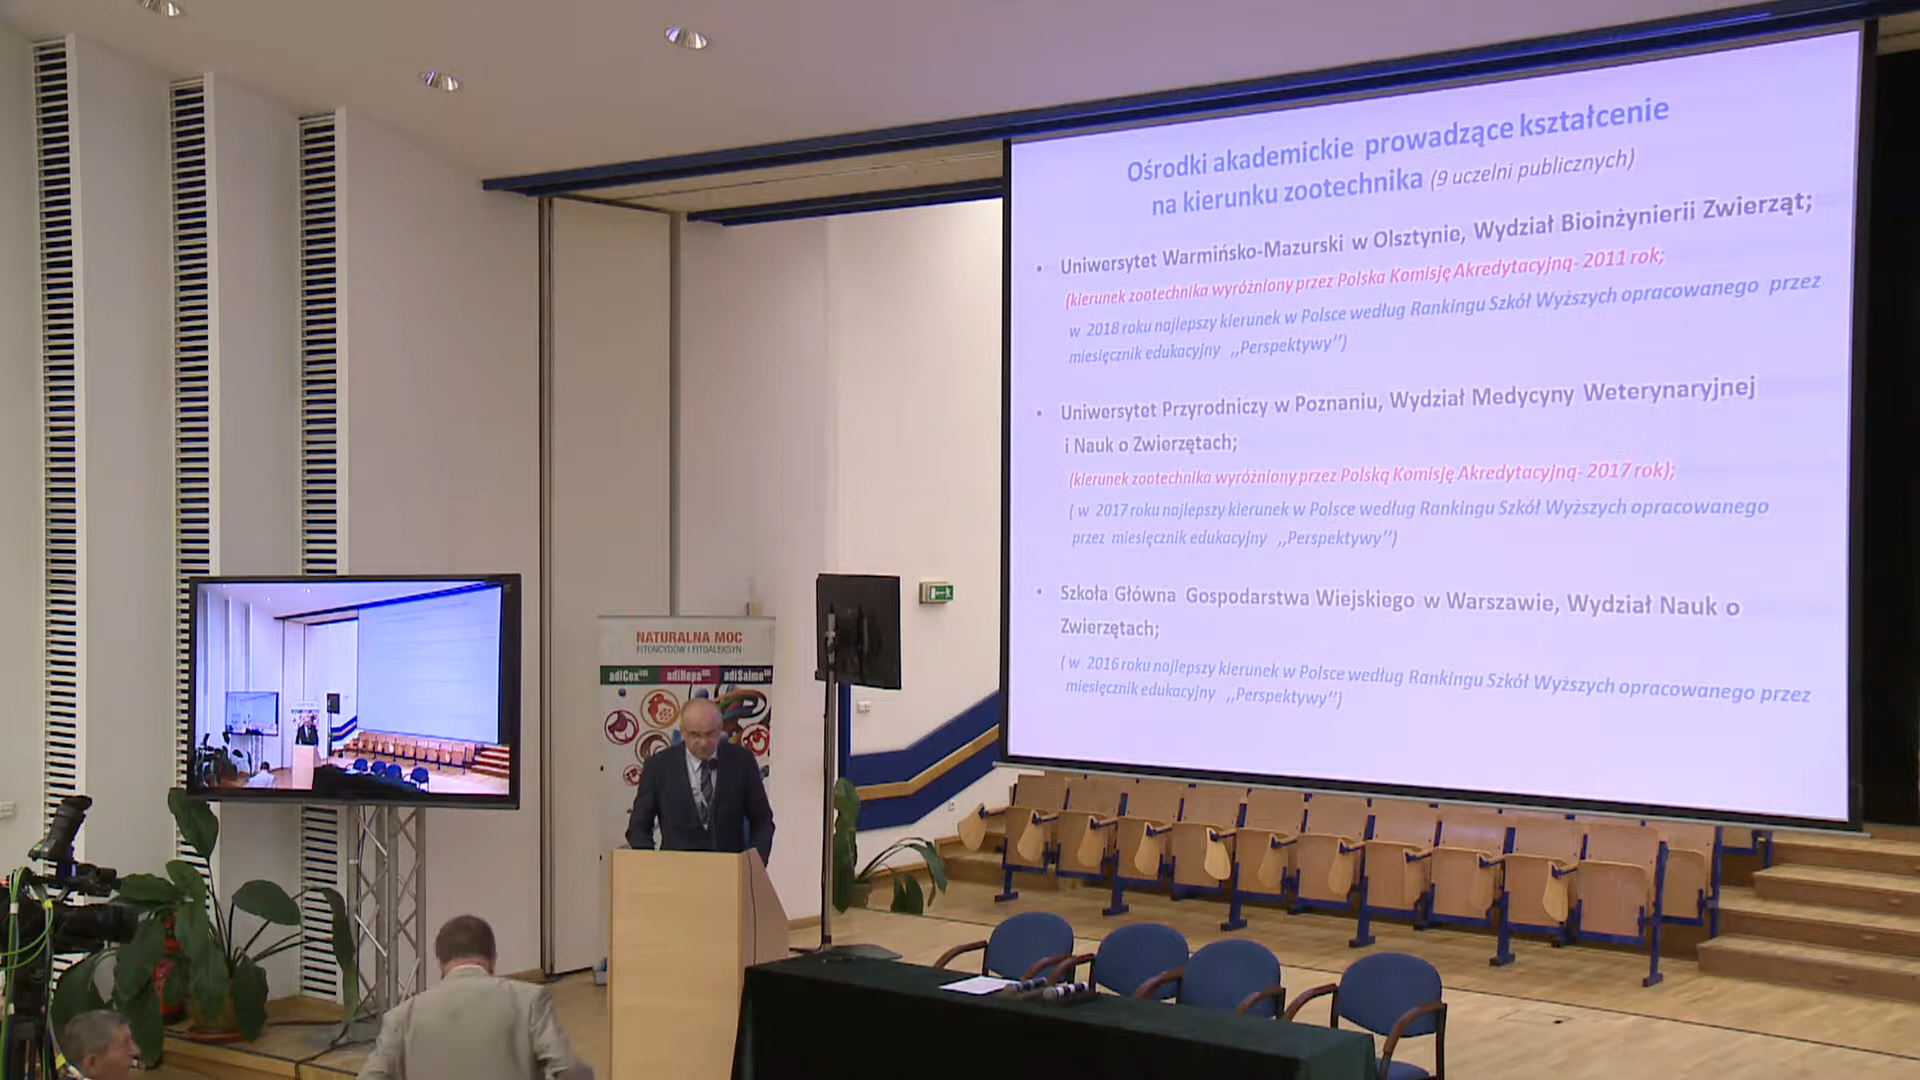 Ośrodki akademickie prowadzące kształcenie
na kierunku zootechnika (9 uczelni publicznych)
• Uniwersytet Warmińsko-Mazurski w Olsztynie, Wydział Bioinżynierii Zwierząt;
(kierunek zootechnika wyróżniony przez Polska Komisję Akredytacyjną- 2011 rok;
w 2018 roku najlepszy kierunek w Polsce według Rankingu Szkół Wyższych opracowanego przez
miesięcznik edukacyjny ,,Perspektywy'')
• Uniwersytet Przyrodniczy w Poznaniu, Wydział Medycyny Weterynaryjnej
i Nauk o Zwierzętach;
(kierunek zootechnika wyróżniony przez Polską Komisję Akredytacyjną- 2017 rok);
( w 2017 roku najlepszy kierunek w Polsce według Rankingu Szkół Wyższych opracowanego
przez miesięcznik edukacyjny ,,Perspektywy'')
• Szkoła Główna Gospodarstwa Wiejskiego w Warszawie, Wydział Nauk o
Zwierzętach;
( w 2016 roku najlepszy kierunek w Polsce według Rankingu Szkół Wyższych opracowanego przez
miesięcznik edukacyjny ,,Perspektywy'')
NATURALNA MOC
FITONCYDÓW I FITOALEKSYN
adiCox adiHepa adiSalmo